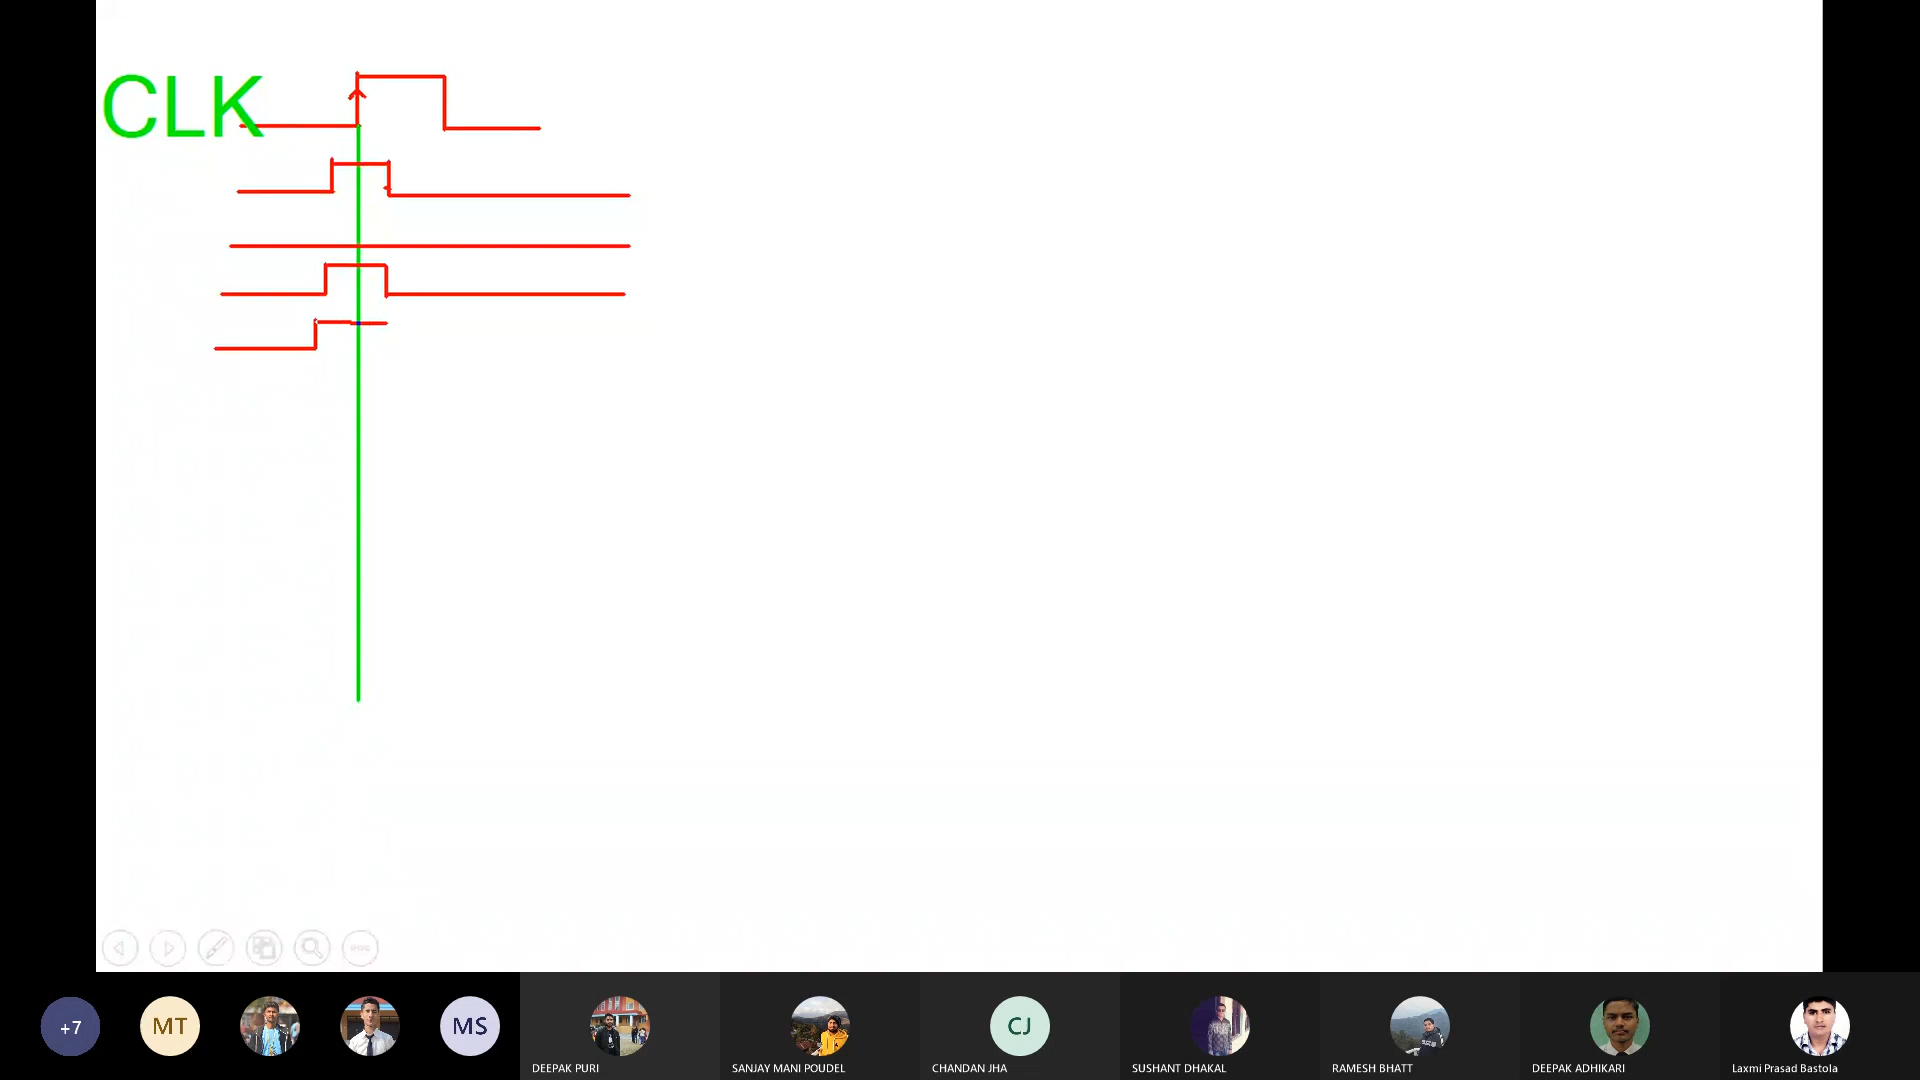 CLK
+7
MT
MS
CJ
DEEPAK PURI
SANJAY MANI POUDEL
CHANDAN JHA
SUSHANT DHAKAL
RAMESH BHATT
DEEPAK ADHIKARI
Laxmi Prasad Bastola